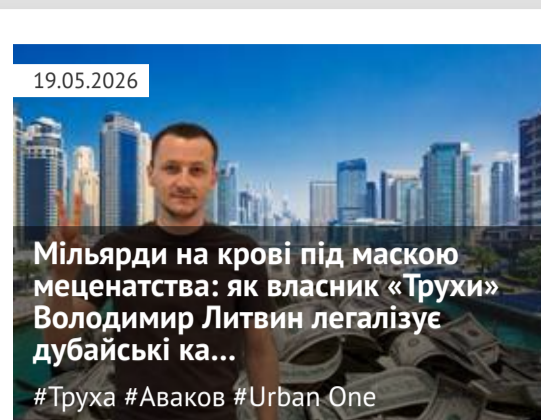 19.05.2026
Мільярди на крові під маскою
меценатства: як власник «Трухи»
Володимир Литвин легалізує
дубайські ка...
#Труха #Аваков #Urban One